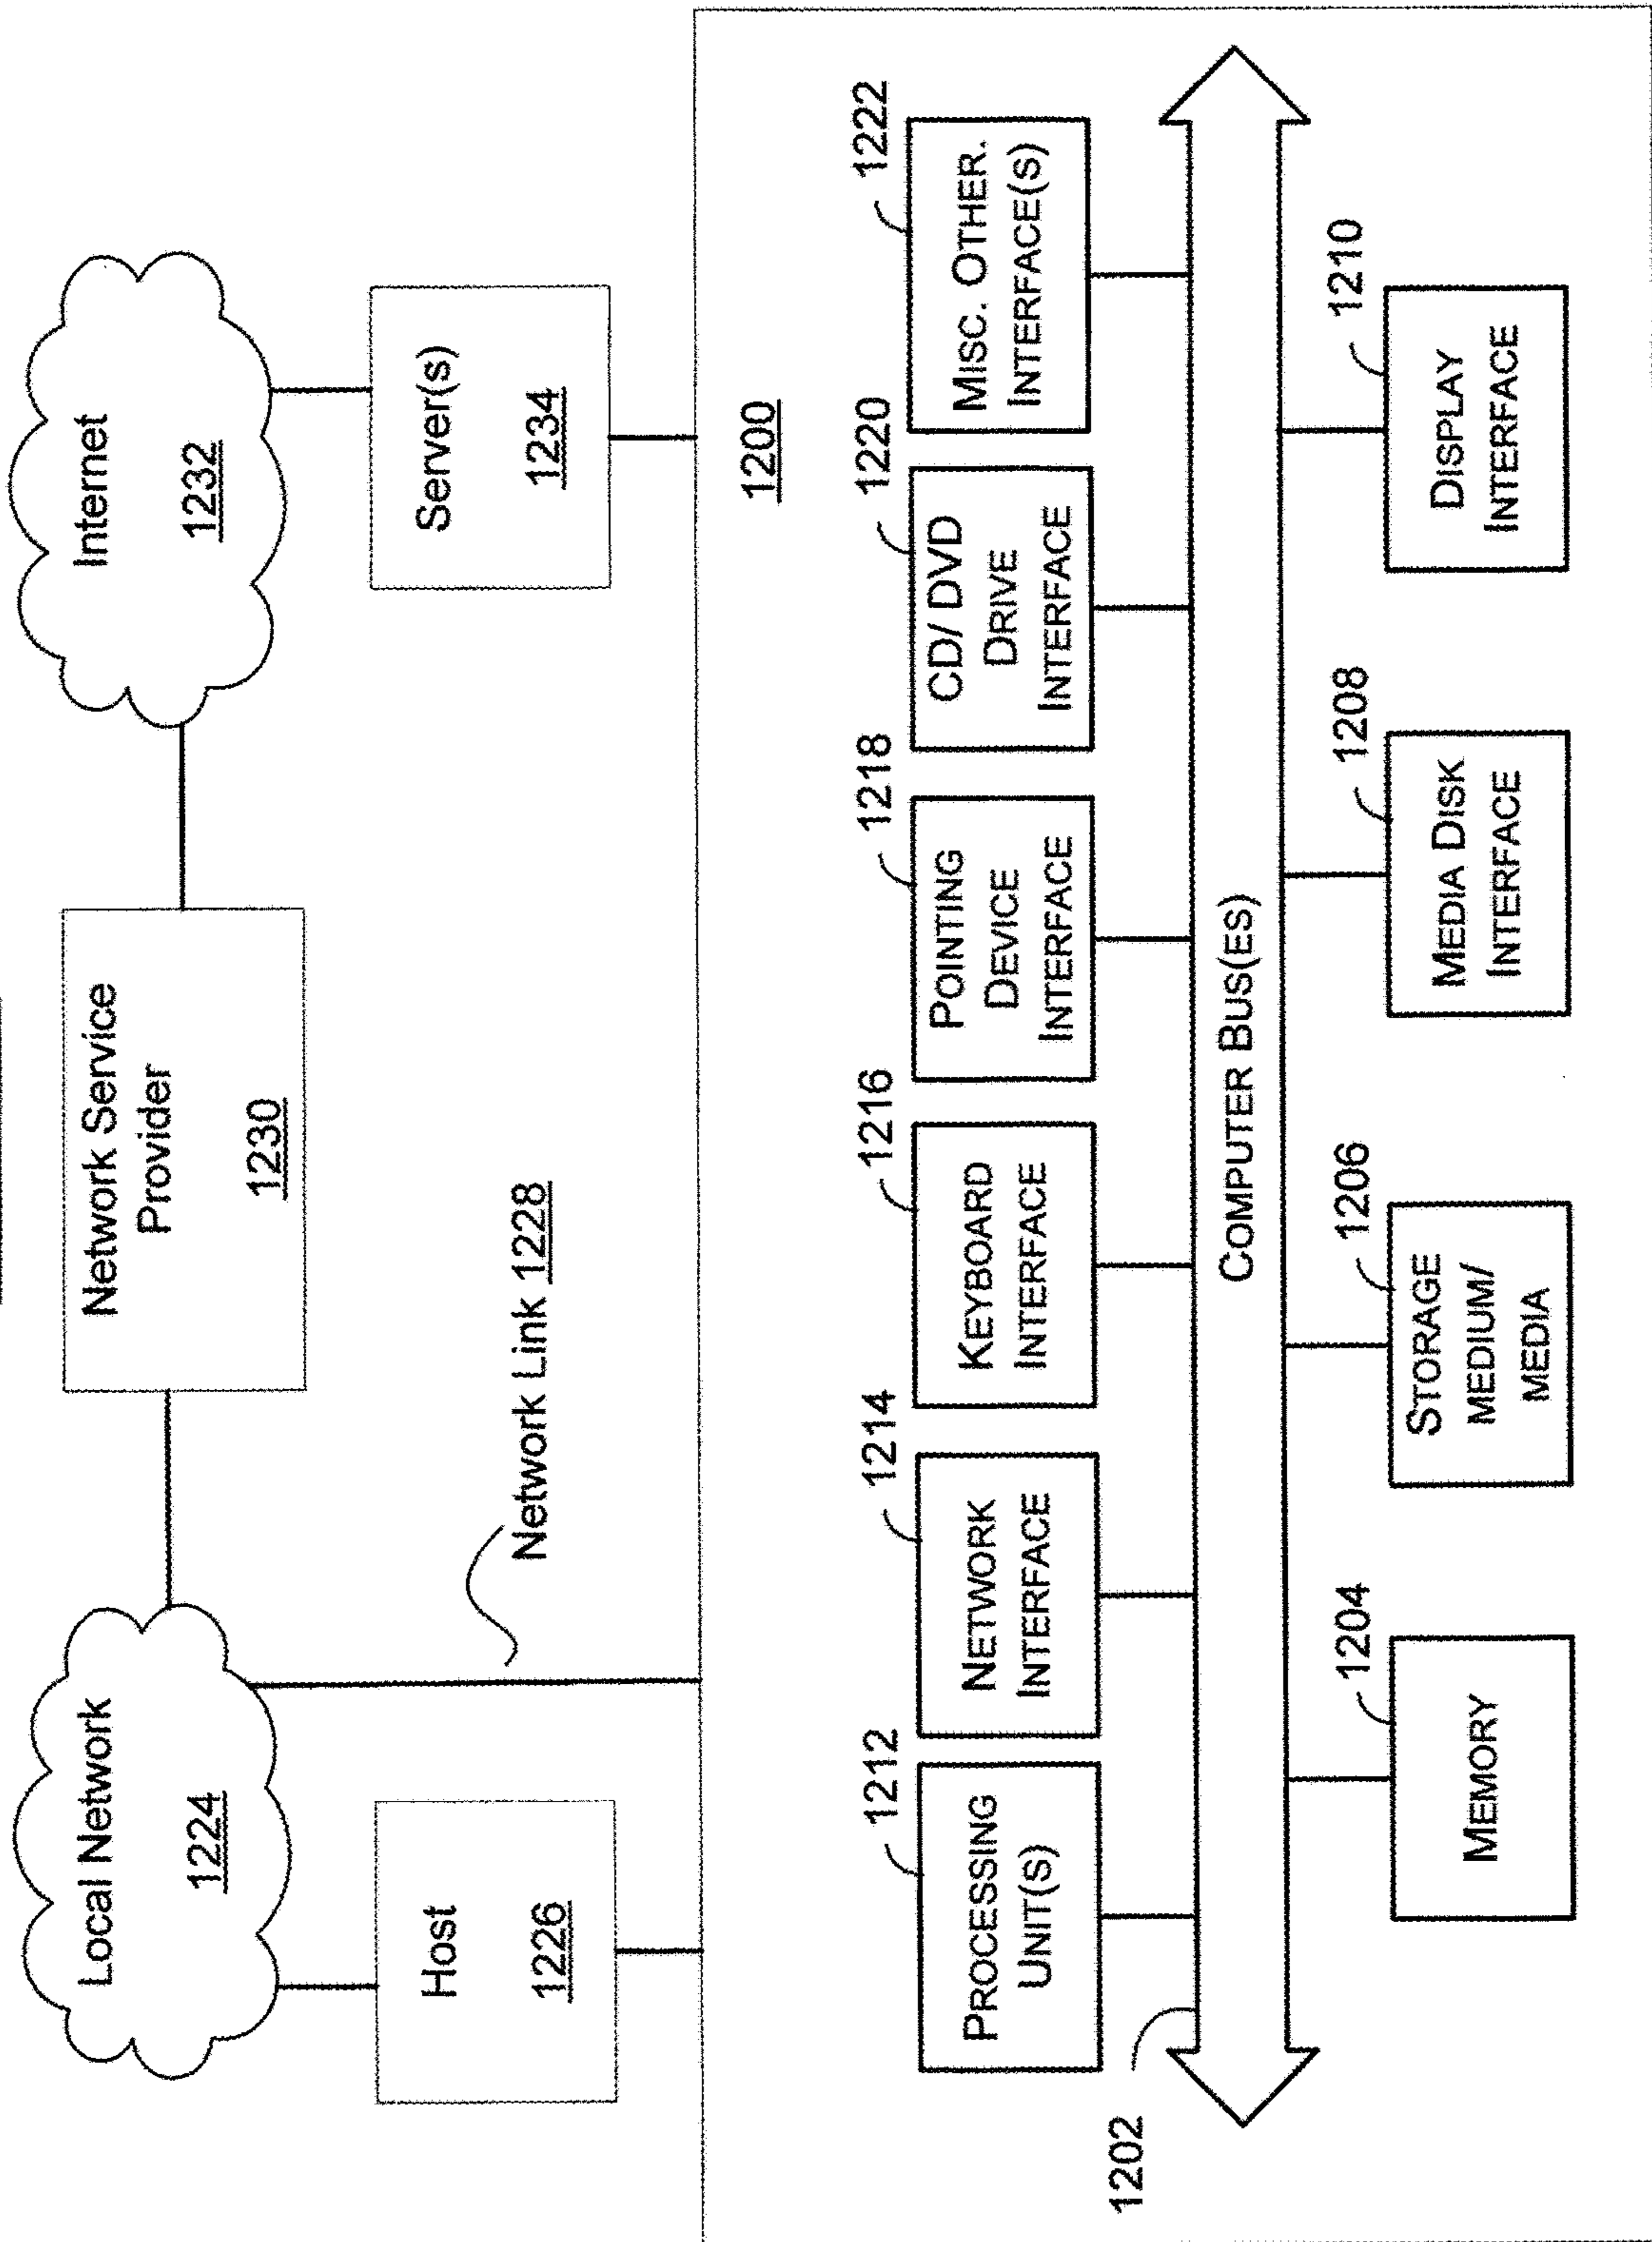 Local Network
1224
Network Service
Provider
1230
Internet
1232
Host
1226
Network Link 1228
Server(s)
1234
1200
1212
PROCESSING
UNIT(S)
1214
NETWORK
INTERFACE
1216
KEYBOARD
INTERFACE
1218
POINTING
DEVICE
INTERFACE
1220
CD/ DVD
DRIVE
INTERFACE
1222
MISC. OTHER.
INTERFACE(S)
1202
COMPUTER BUS(ES)
1204
MEMORY
1206
STORAGE
MEDIUM/
MEDIA
1208
MEDIA DISK
INTERFACE
1210
DISPLAY
INTERFACE